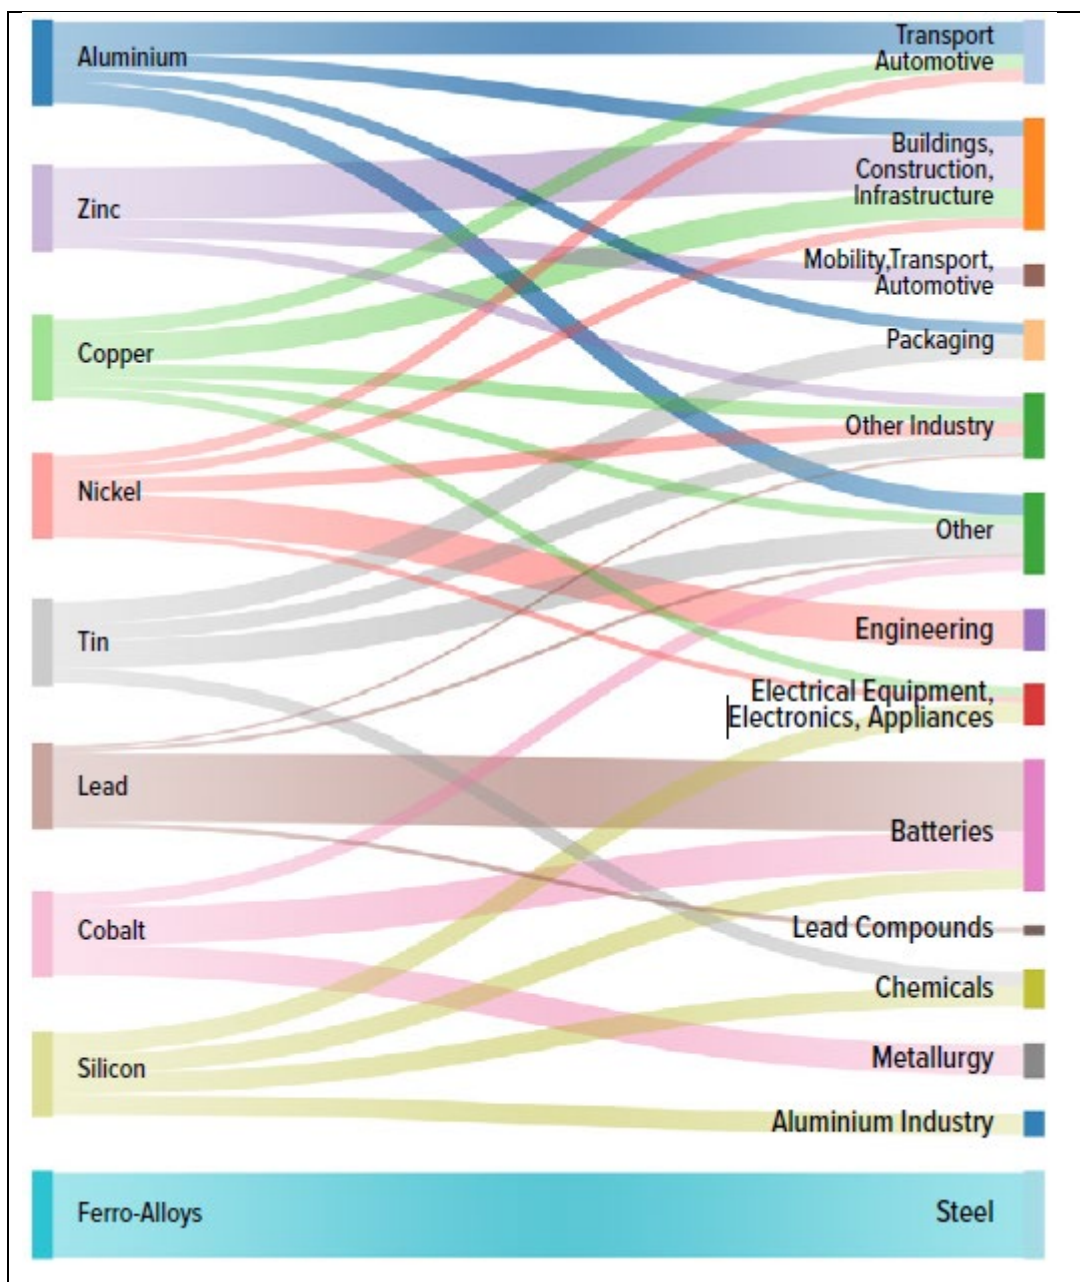 Aluminium
Zinc
Copper
Nickel
Tin
Lead
Cobalt
Silicon
Ferro-Alloys
Transport
Automotive
Buildings,
Construction,
Infrastructure
Mobility,Transport,
Automotive
Packaging
Other Industry
Other
Engineering
Electrical Equipment,
Electronics, Appliances
Batteries
Lead Compounds
Chemicals
Metallurgy
Aluminium Industry
Steel